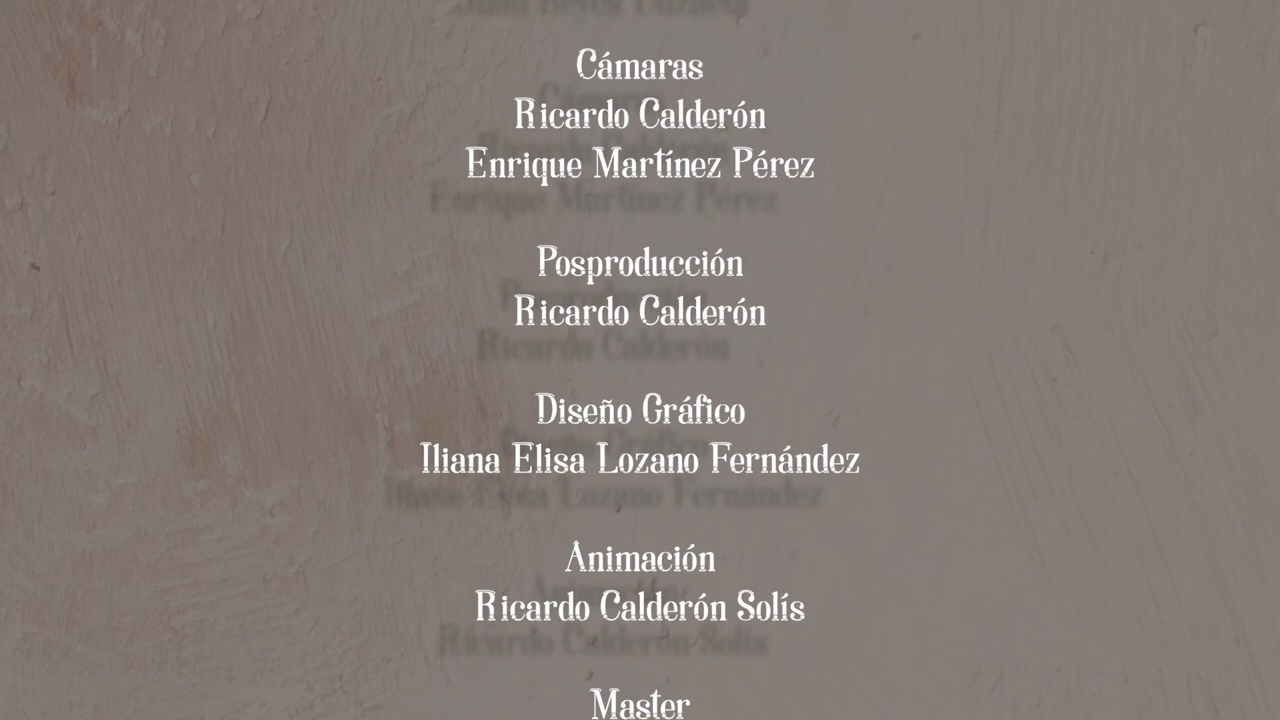 Cámaras
Ricardo Calderón
Enrique Martínez Pérez
Posproducción
Ricardo Calderón
Diseño Gráfico
Iliana Elisa Lozano Fernández
Animación
Ricardo Calderón Solís
Master